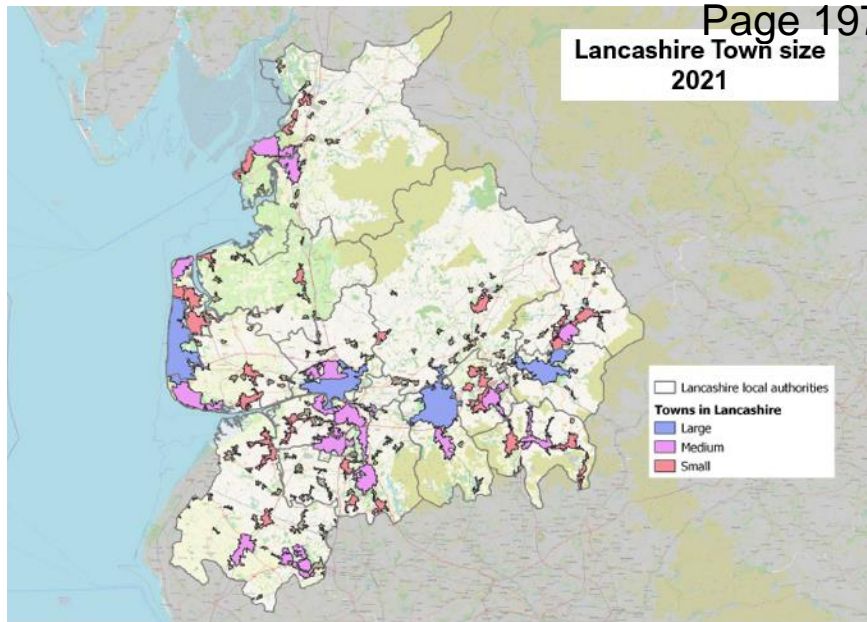 Page 197
Lancashire Town size
2021
Lancashire local authorities
Towns in Lancashire
Large
Medium
Small